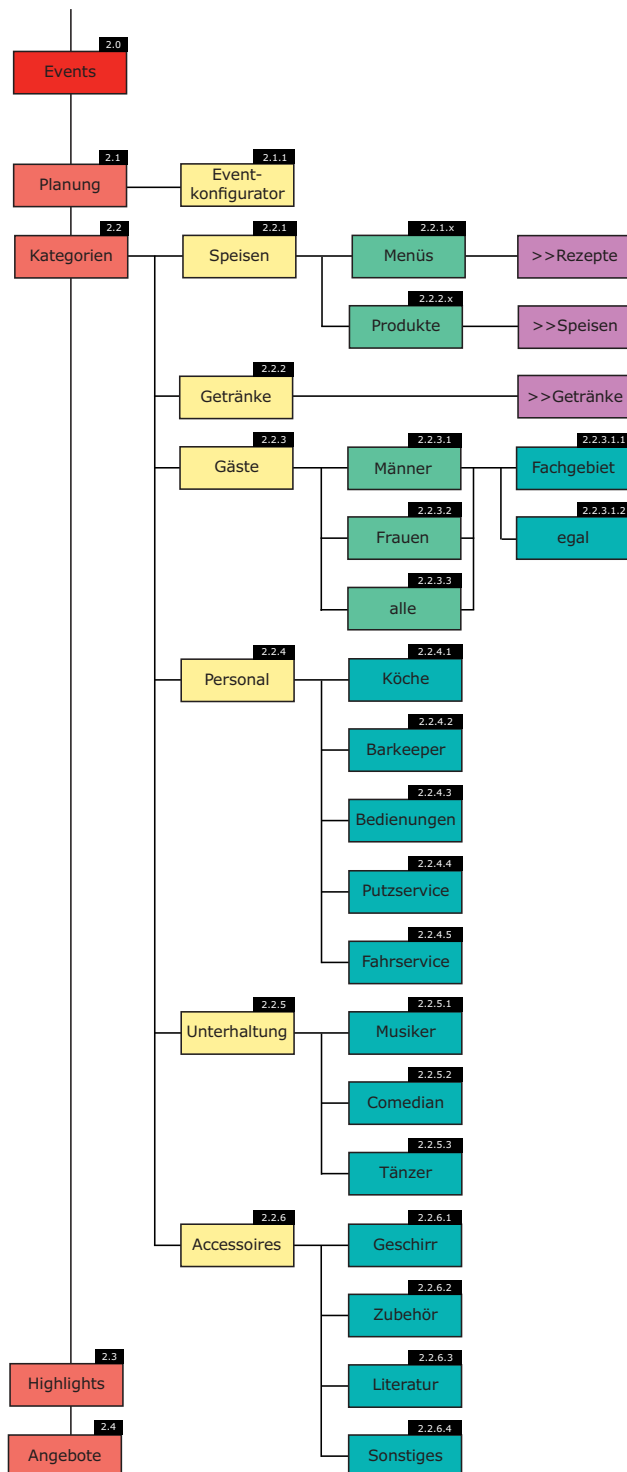 2.0
Events
2.1
Planung
2.1.1
Event-
konfigurator
2.2
Kategorien
2.2.1
Speisen
2.2.1.x
Menüs
>>Rezepte
2.2.2.x
Produkte
>>Speisen
2.2.2
Getränke
>>Getränke
2.2.3
Gäste
2.2.3.1
Männer
2.2.3.1.1
Fachgebiet
2.2.3.2
Frauen
2.2.3.1.2
egal
2.2.3.3
alle
2.2.4
Personal
2.2.4.1
Köche
2.2.4.2
Barkeeper
2.2.4.3
Bedienungen
2.2.4.4
Putzservice
2.2.4.5
Fahrservice
2.2.5
Unterhaltung
2.2.5.1
Musiker
2.2.5.2
Comedian
2.2.5.3
Tänzer
2.2.6
Accessoires
2.2.6.1
Geschirr
2.2.6.2
Zubehör
2.3
Highlights
2.2.6.3
Literatur
2.4
Angebote
2.2.6.4
Sonstiges